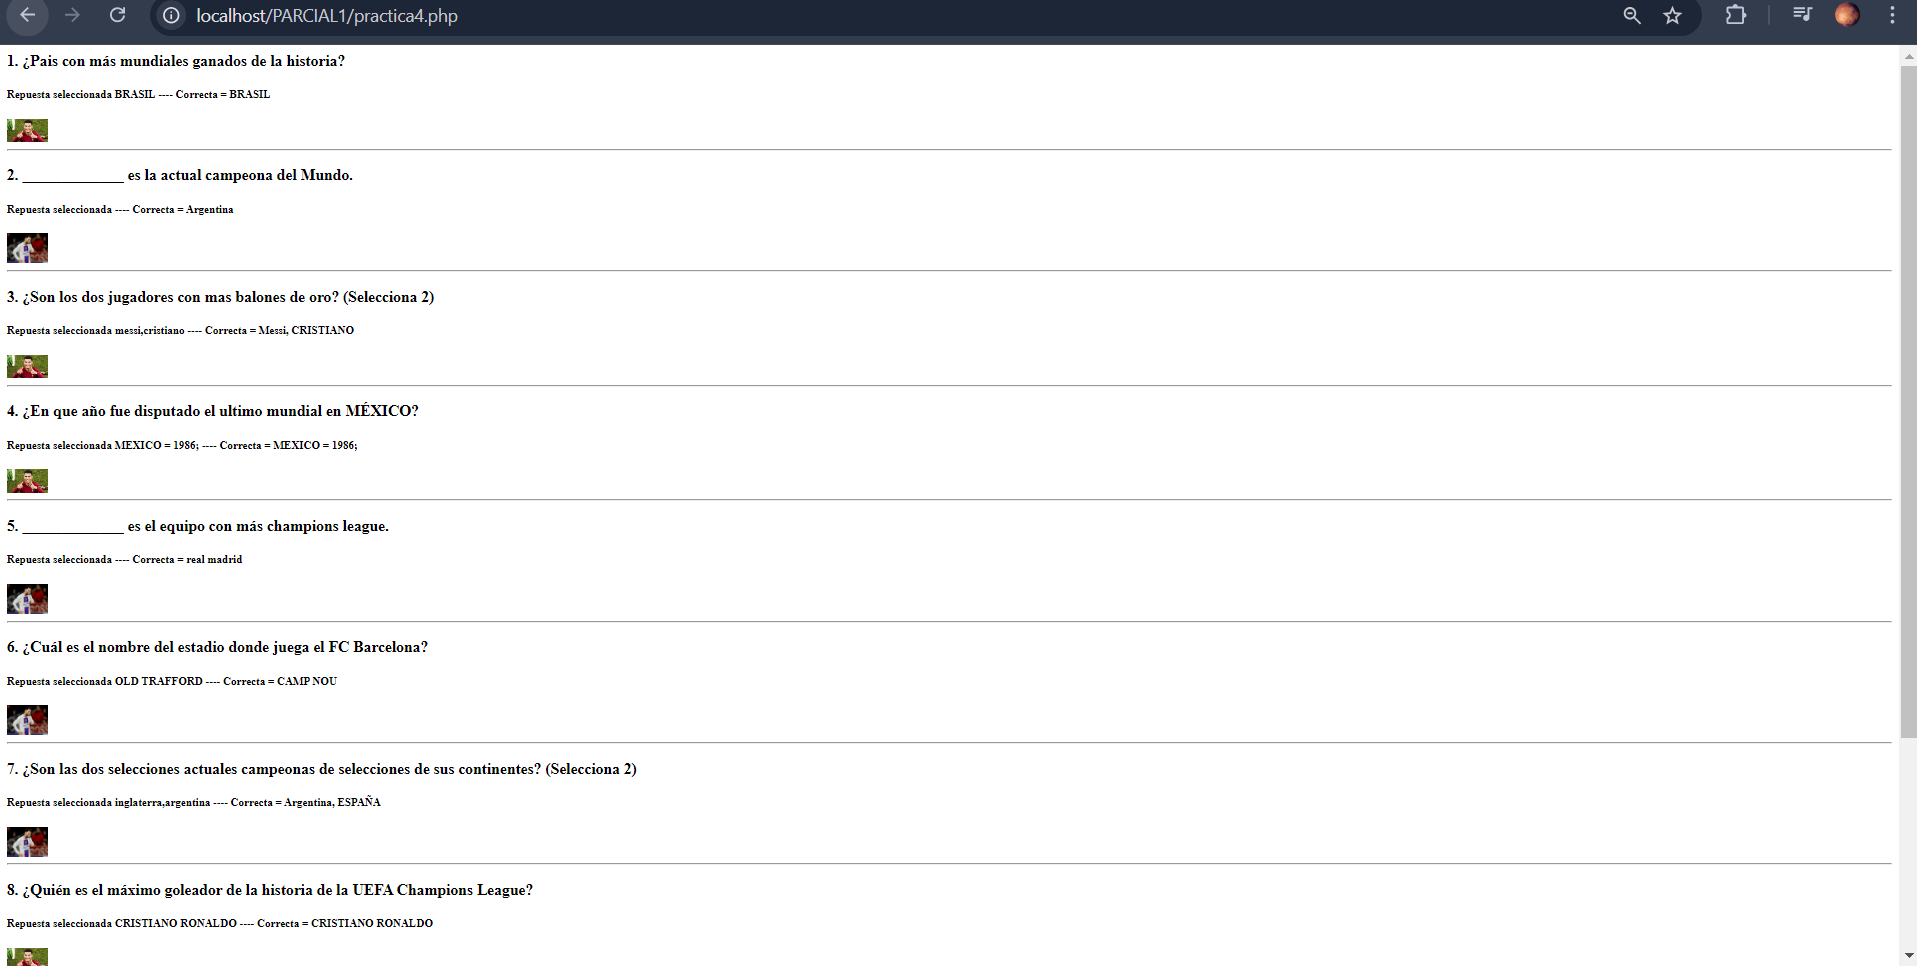 localhost/PARCIAL1/practica4.php
1. ¿Pais con más mundiales ganados de la historia?
Repuesta seleccionada BRASIL ---- Correcta = BRASIL
2. _____________ es la actual campeona del Mundo.
Repuesta seleccionada ---- Correcta = Argentina
3. ¿Son los dos jugadores con mas balones de oro? (Selecciona 2)
Repuesta seleccionada messi,cristiano ---- Correcta = Messi, CRISTIANO
4. ¿En que año fue disputado el ultimo mundial en MÉXICO?
Repuesta seleccionada MEXICO = 1986; ---- Correcta = MEXICO = 1986;
5. _____________ es el equipo con más champions league.
Repuesta seleccionada ---- Correcta = real madrid
6. ¿Cuál es el nombre del estadio donde juega el FC Barcelona?
Repuesta seleccionada OLD TRAFFORD ---- Correcta = CAMP NOU
7. ¿Son las dos selecciones actuales campeonas de selecciones de sus continentes? (Selecciona 2)
Repuesta seleccionada inglaterra,argentina ---- Correcta = Argentina, ESPAÑA
8. ¿Quién es el máximo goleador de la historia de la UEFA Champions League?
Repuesta seleccionada CRISTIANO RONALDO ---- Correcta = CRISTIANO RONALDO